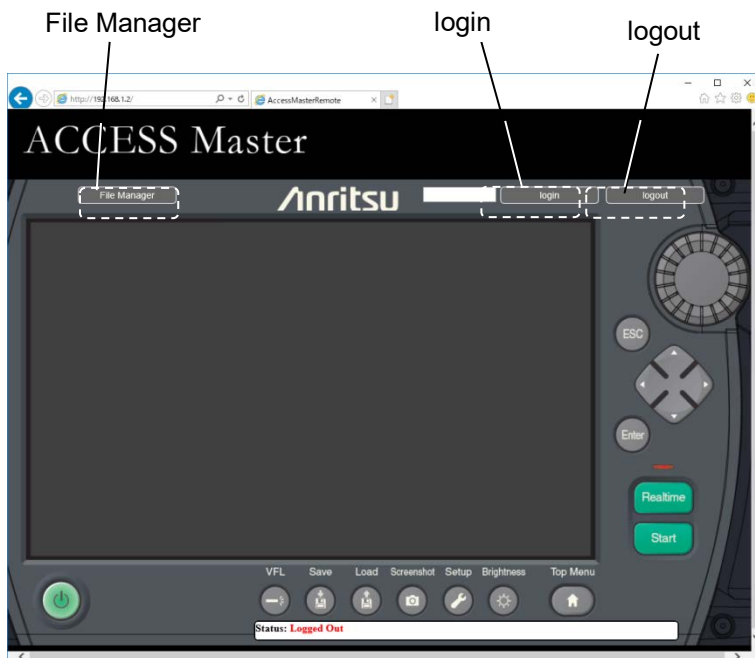 File Manager
login
logout
http://192.168.1.2/
AccessMasterRemote
ACCESS Master
File Manager
Anritsu
login
logout
ESC
Enter
Realtime
Start
VFL Save Load Screenshot Setup Brightness Top Menu
Status: Logged Out